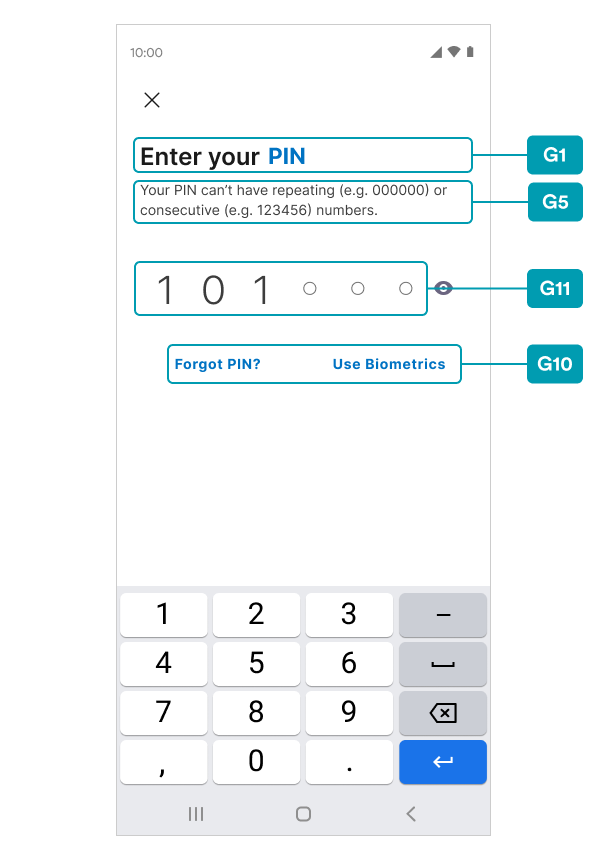 10:00
Enter your PIN
G1
Your PIN can't have repeating (e.g. 000000) or
consecutive (e.g. 123456) numbers.
G5
1 0 1
G11
Forgot PIN? Use Biometrics
G10
1 2 3 –
4 5 6
7 8 9
, 0 .